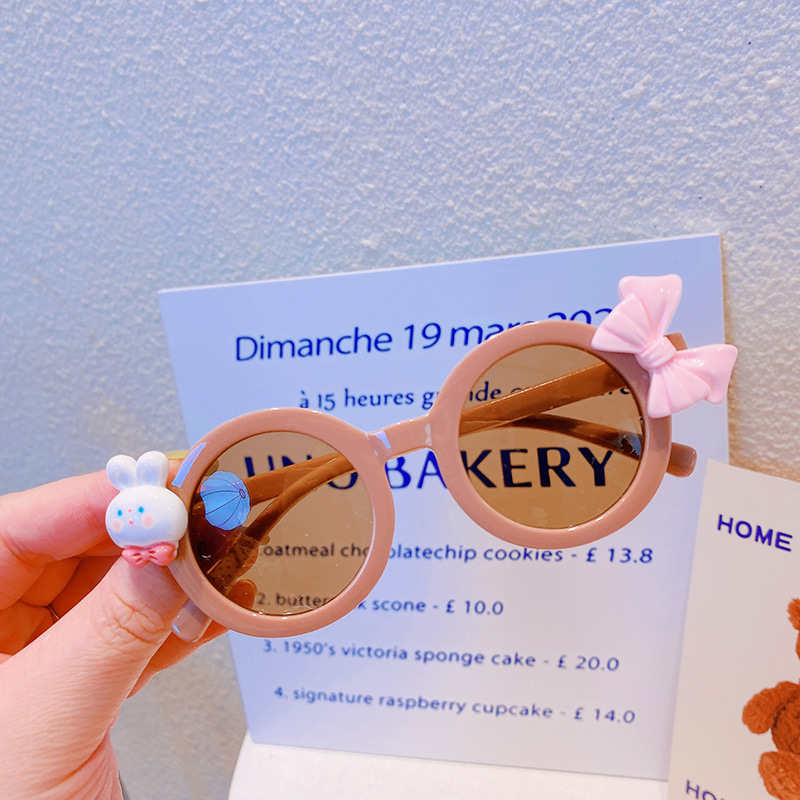 Dimanche 19 mars
à 15 heures
BAKERY
oatmeal chocolatechip cookies - £ 13.8
2. scone - £ 10.0
3. 1950's victoria sponge cake - £ 20.0
4. signature raspberry cupcake - £ 14.0
HOME